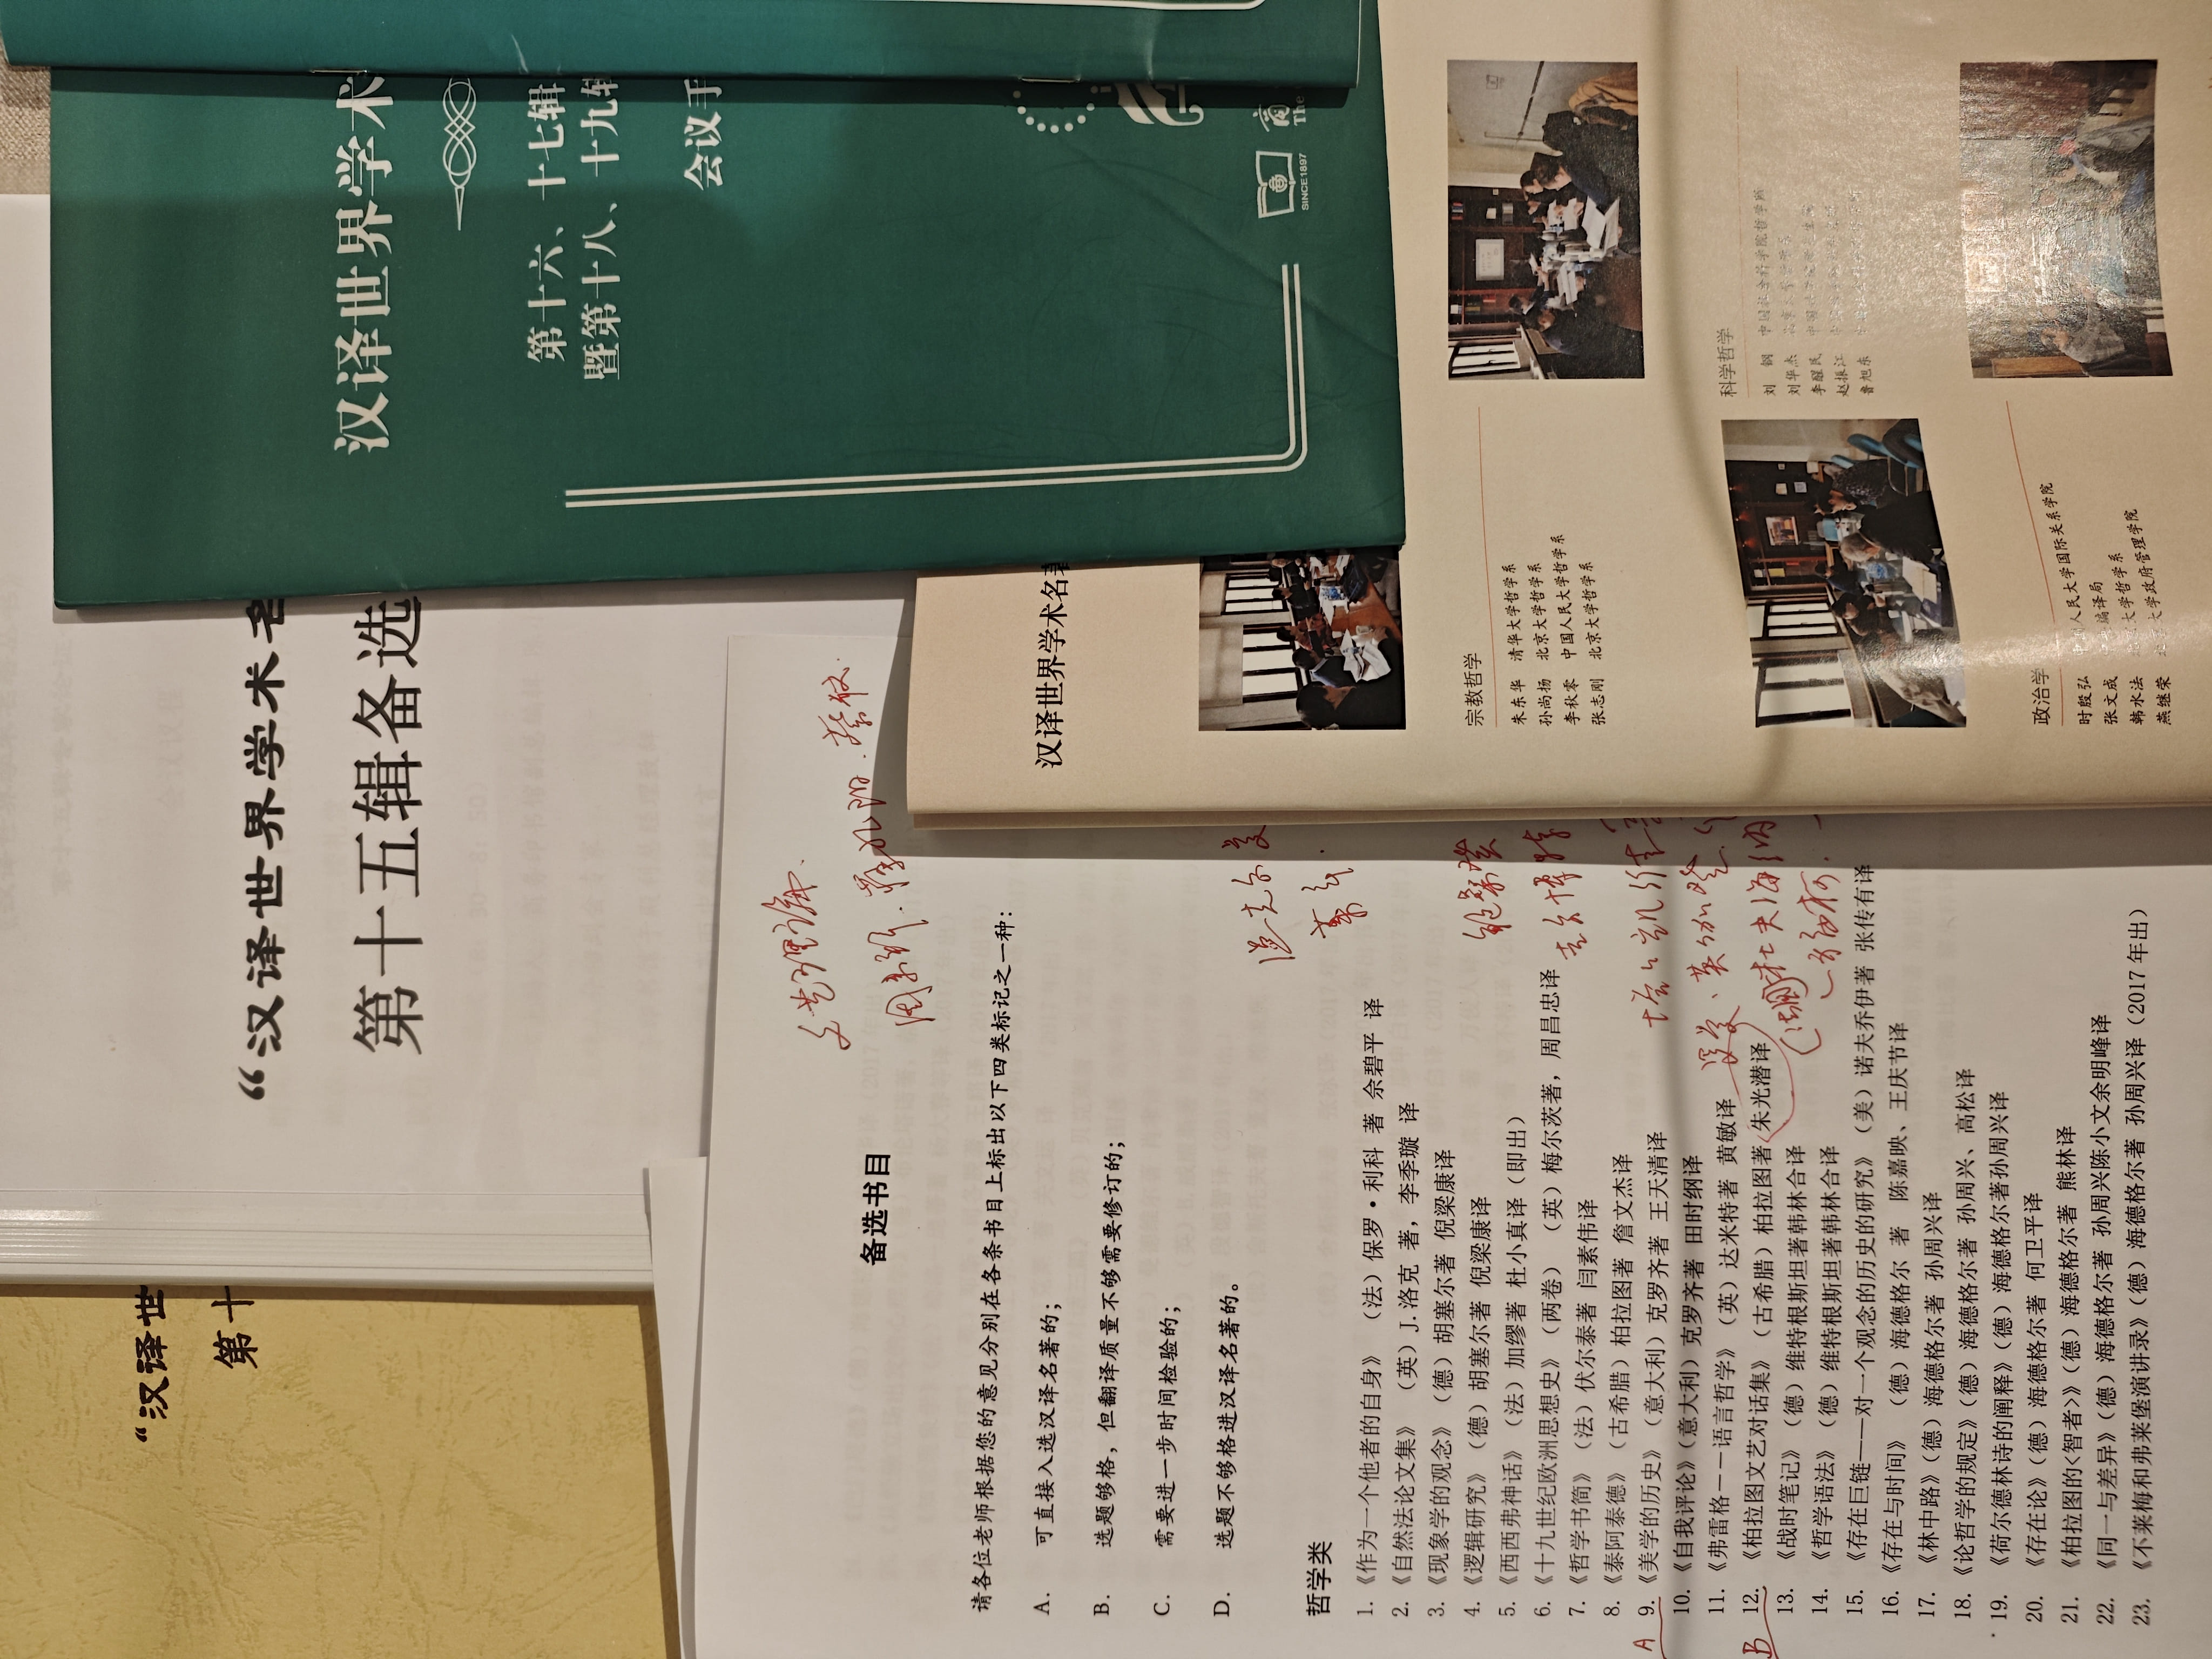 “汉译世
第十
“汉译世界学术名
第十五辑备选
汉译世界学术
第十六、十七辑
暨第十八、十九辑
会议手
SINCE1897
商
The
备选书目
请各位老师根据您的意见分别在各条书目上标出以下四类标记之一种：
A. 可直接入选汉译名著的；
B. 选题够格，但翻译质量不够需要修订的；
C. 需要进一步时间检验的；
D. 选题不够格进汉译名著的。
哲学类
1. 《作为一个他者的自身》 （法）保罗·利科 著 佘碧平 译
2. 《自然法论文集》 （英）J.洛克 著，李季璇 译
3. 《现象学的观念》 （德）胡塞尔著 倪梁康译
4. 《逻辑研究》 （德）胡塞尔著 倪梁康译
5. 《西西弗神话》 （法）加缪著 杜小真译（即出）
6. 《十九世纪欧洲思想史》 （两卷） （英）梅尔茨著，周昌忠译
7. 《哲学书简》 （法）伏尔泰著 闫素伟译
8. 《泰阿泰德》 （古希腊）柏拉图著 詹文杰译
A 9. 《美学的历史》 （意大利）克罗齐著 王天清译
10. 《自我评论》（意大利）克罗齐著 田时纲译
11. 《弗雷格——语言哲学》 （英）达米特著 黄敏译
B 12. 《柏拉图文艺对话集》 （古希腊）柏拉图著 朱光潜译
13. 《战时笔记》 （德）维特根斯坦著韩林合译
14. 《哲学语法》 （德）维特根斯坦著韩林合译
15. 《存在巨链——对一个观念的历史的研究》 （美）诺夫乔伊著 张传有译
16. 《存在与时间》 （德）海德格尔 著 陈嘉映、王庆节译
17. 《林中路》（德）海德格尔著 孙周兴译
18. 《论哲学的规定》（德）海德格尔著 孙周兴、高松译
19. 《荷尔德林诗的阐释》（德）海德格尔著孙周兴译
20. 《存在论》（德）海德格尔著 何卫平译
21. 《柏拉图的<智者>》（德）海德格尔著 熊林译
22. 《同一与差异》（德）海德格尔著 孙周兴陈小文余明峰译
23. 《不莱梅和弗莱堡演讲录》（德）海德格尔著 孙周兴译（2017年出）
汉译世界学术名著
宗教哲学
朱东华 清华大学哲学系
孙尚扬 北京大学哲学系
李秋零 中国人民大学哲学系
张志刚 北京大学哲学系
科学哲学
刘 钢 中国社会科学院哲学所
刘华杰
李醒民
赵振江
鲁旭东
政治学
时殷弘 中国人民大学国际关系学院
张文成 编译局
韩水法 大学哲学系
燕继荣 大学政府管理学院